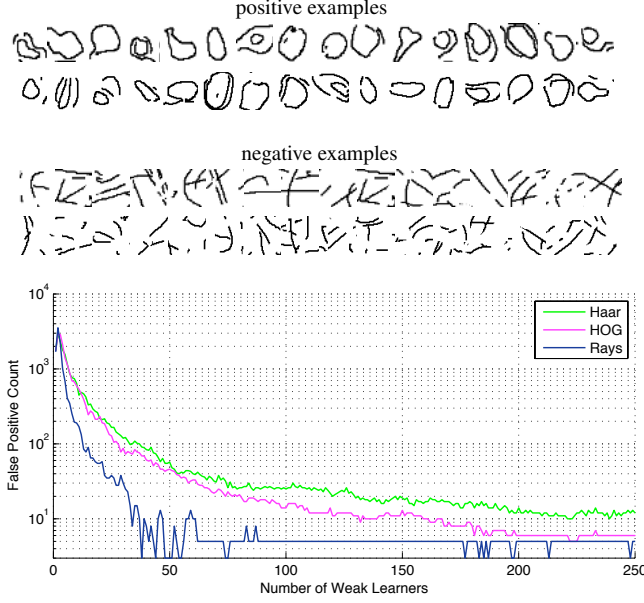 positive examples
negative examples
10^4
10^3
10^2
10^1
False Positive Count
Haar
HOG
Rays
0 50 100 150 200 250
Number of Weak Learners